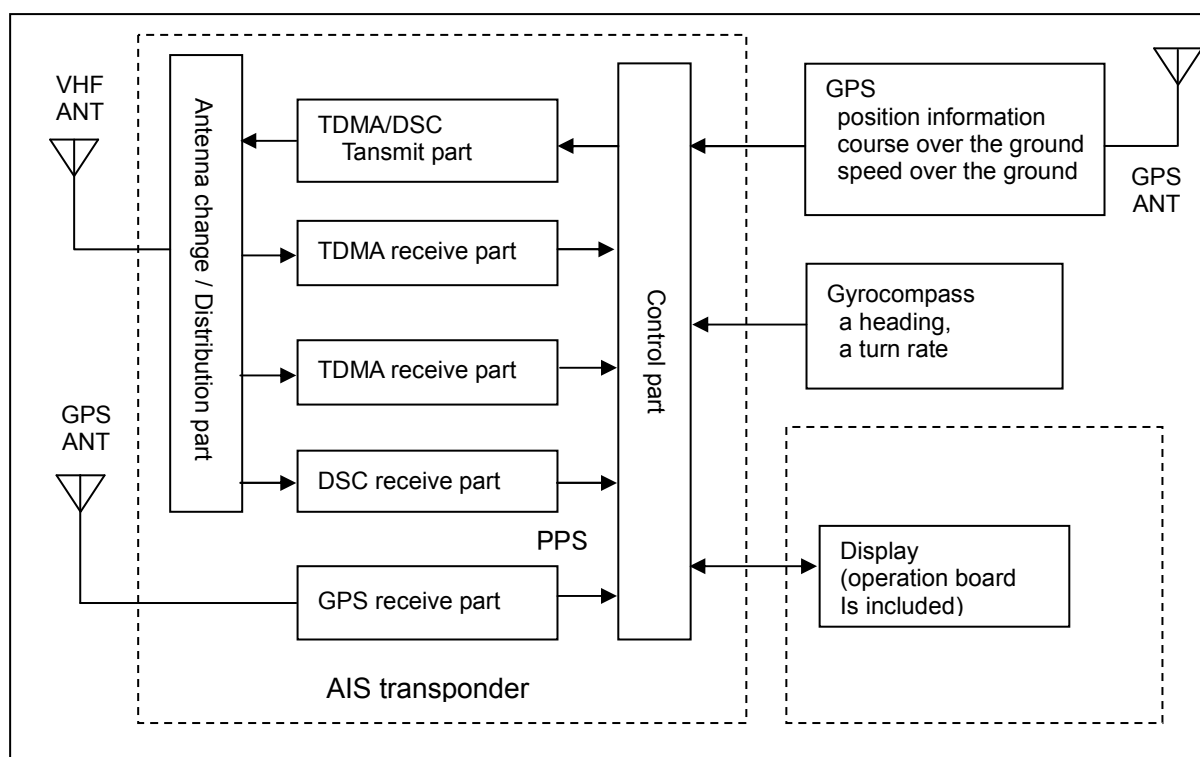 VHF
ANT
Antenna change / Distribution part
TDMA/DSC
Tansmit part
TDMA receive part
TDMA receive part
DSC receive part
PPS
GPS receive part
GPS
ANT
AIS transponder
Control part
GPS
position information
course over the ground
speed over the ground
GPS
ANT
Gyrocompass
a heading,
a turn rate
Display
(operation board
Is included)